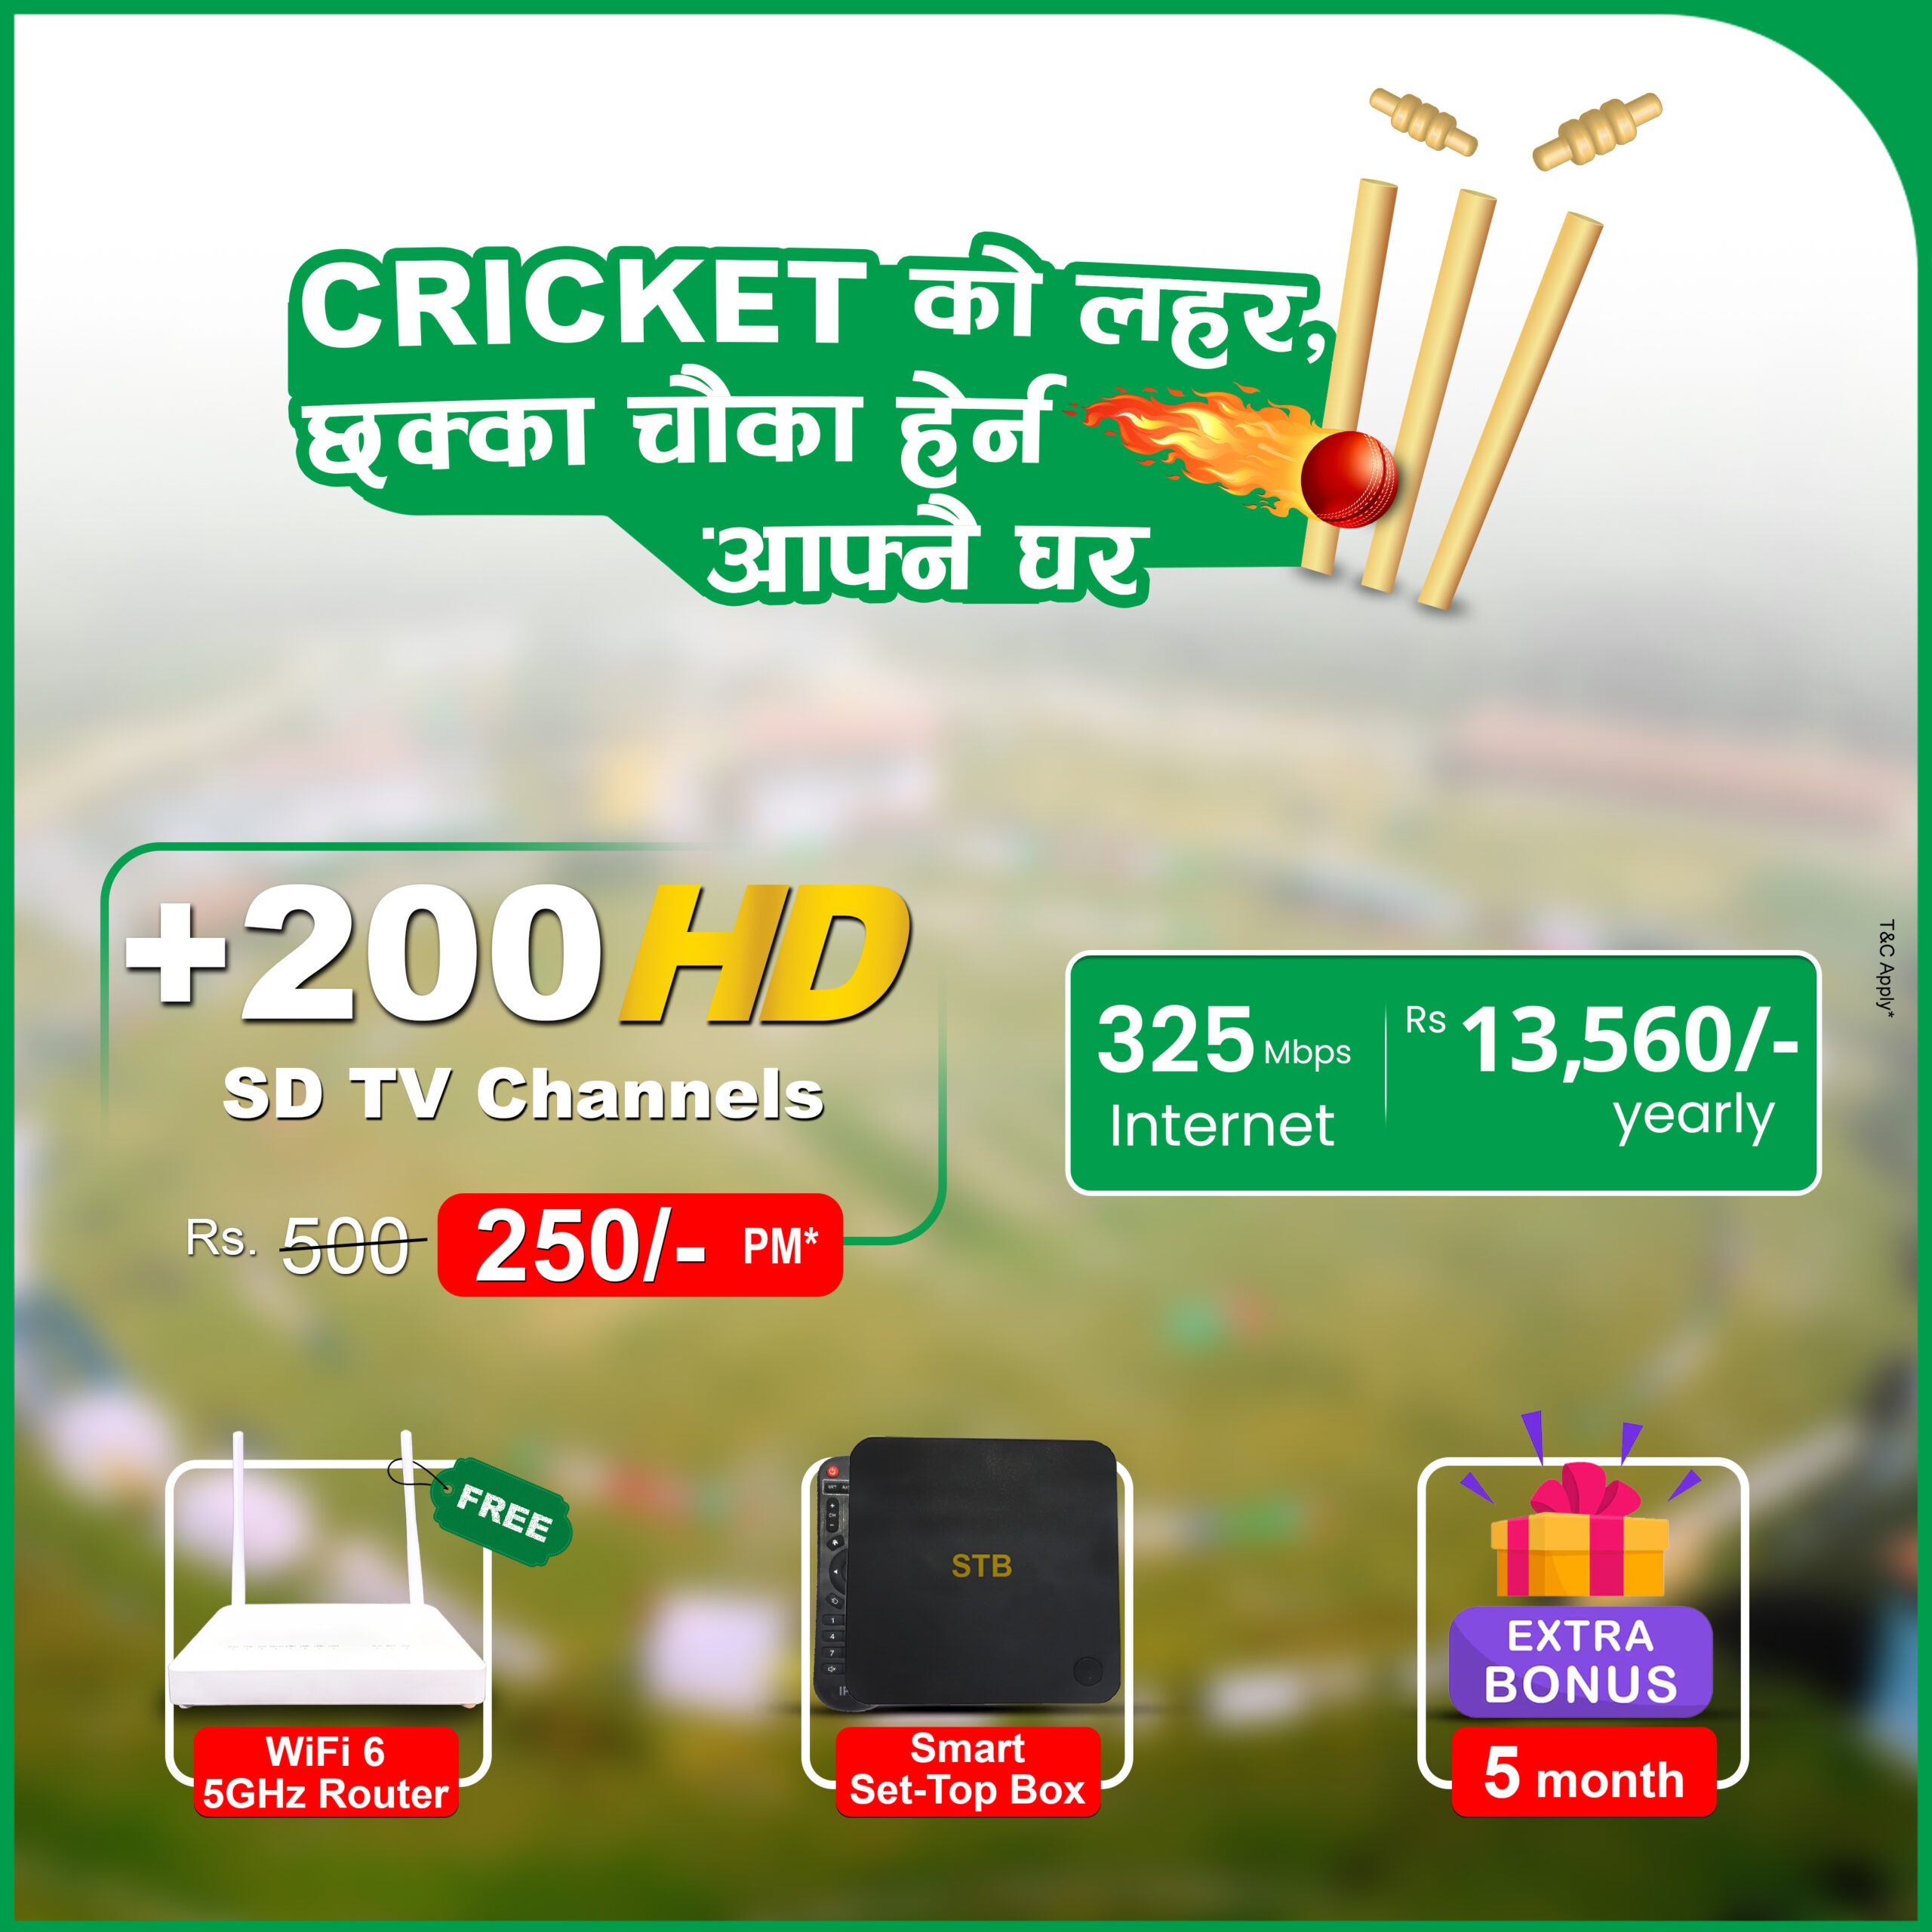 CRICKET को लहर,
छक्का चौका हेर्न
आफ्नै घर
+200 HD
SD TV Channels
Rs. 500 250/- PM*
325 Mbps
Internet
Rs 13,560/-
yearly
T&C Apply*
FREE
WiFi 6
5GHz Router
STB
Smart
Set-Top Box
EXTRA
BONUS
5 month